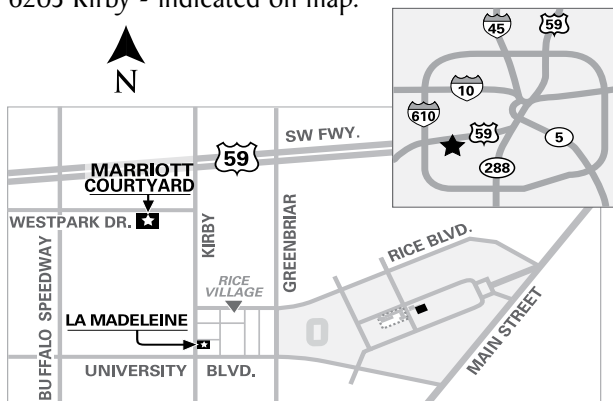 6265 Kirby - indicated on map.
N
45
59
10
610
59
5
288
SW FWY.
59
MARRIOTT
COURTYARD
WESTPARK DR.
BUFFALO SPEEDWAY
KIRBY
GREENBRIAR
RICE
VILLAGE
RICE BLVD.
LA MADELEINE
MAIN STREET
UNIVERSITY BLVD.